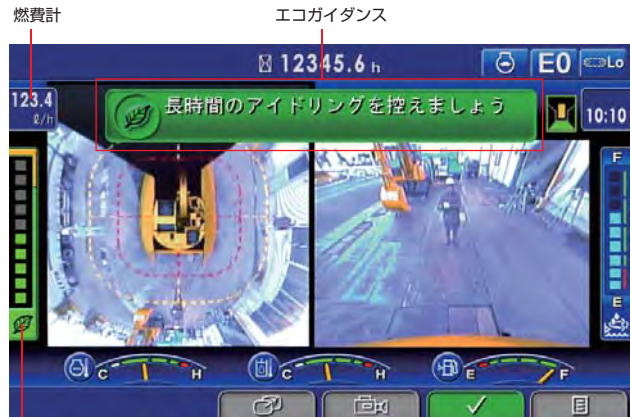 燃費計
エコガイダンス
12345.6 h
E0
Lo
123.4
ℓ/h
長時間のアイドリングを控えましょう
10:10
F
E
C H
C H
E F